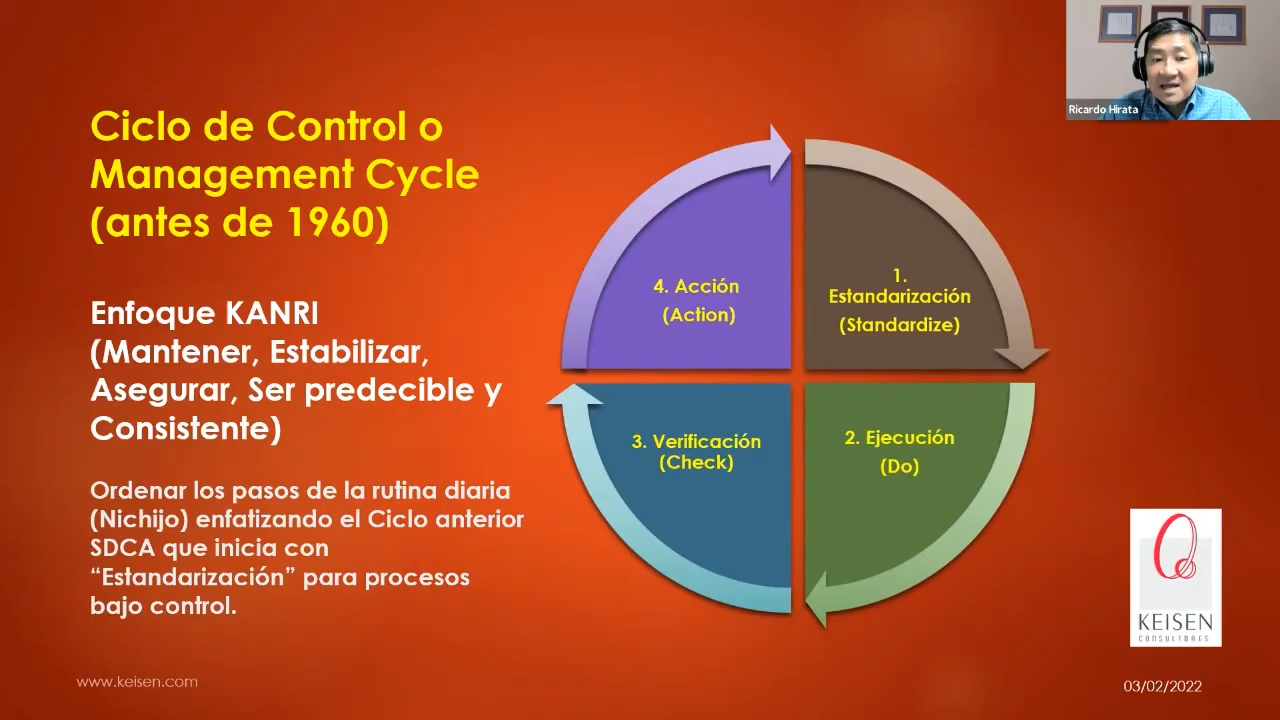 Ricardo Hirata
Ciclo de Control o
Management Cycle
(antes de 1960)
Enfoque KANRI
(Mantener, Estabilizar,
Asegurar, Ser predecible y
Consistente)
Ordenar los pasos de la rutina diaria
(Nichijo) enfatizando el Ciclo anterior
SDCA que inicia con
“Estandarización” para procesos
bajo control.
1.
Estandarización
(Standardize)
2. Ejecución
(Do)
3. Verificación
(Check)
4. Acción
(Action)
KEISEN
CONSULTORES
www.keisen.com
03/02/2022